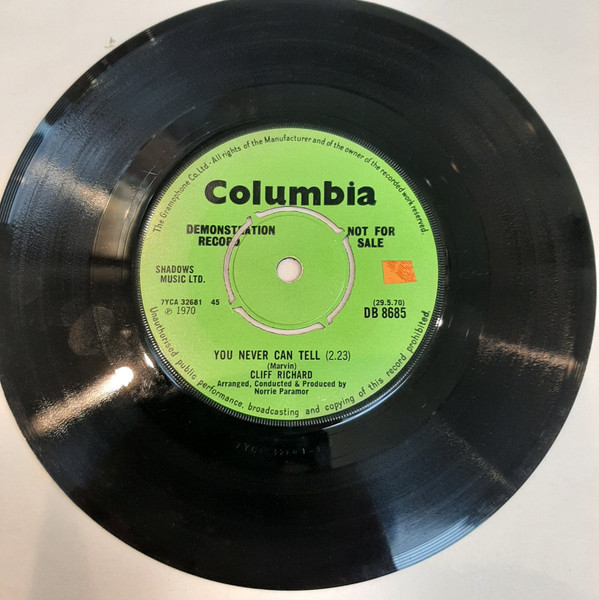 The Gramophone Co. Ltd. - All rights of the Manufacturer and of the owner of the recorded work reserved.
Columbia
DEMONSTRATION RECORD
NOT FOR SALE
SHADOWS
MUSIC LTD.
7YCA 32681 45
℗ 1970
(29.5.70)
DB 8685
YOU NEVER CAN TELL (2.23)
(Marvin)
CLIFF RICHARD
Arranged, Conducted & Produced by
Norrie Paramor
Unauthorised public performance, broadcasting and copying of this record prohibited.